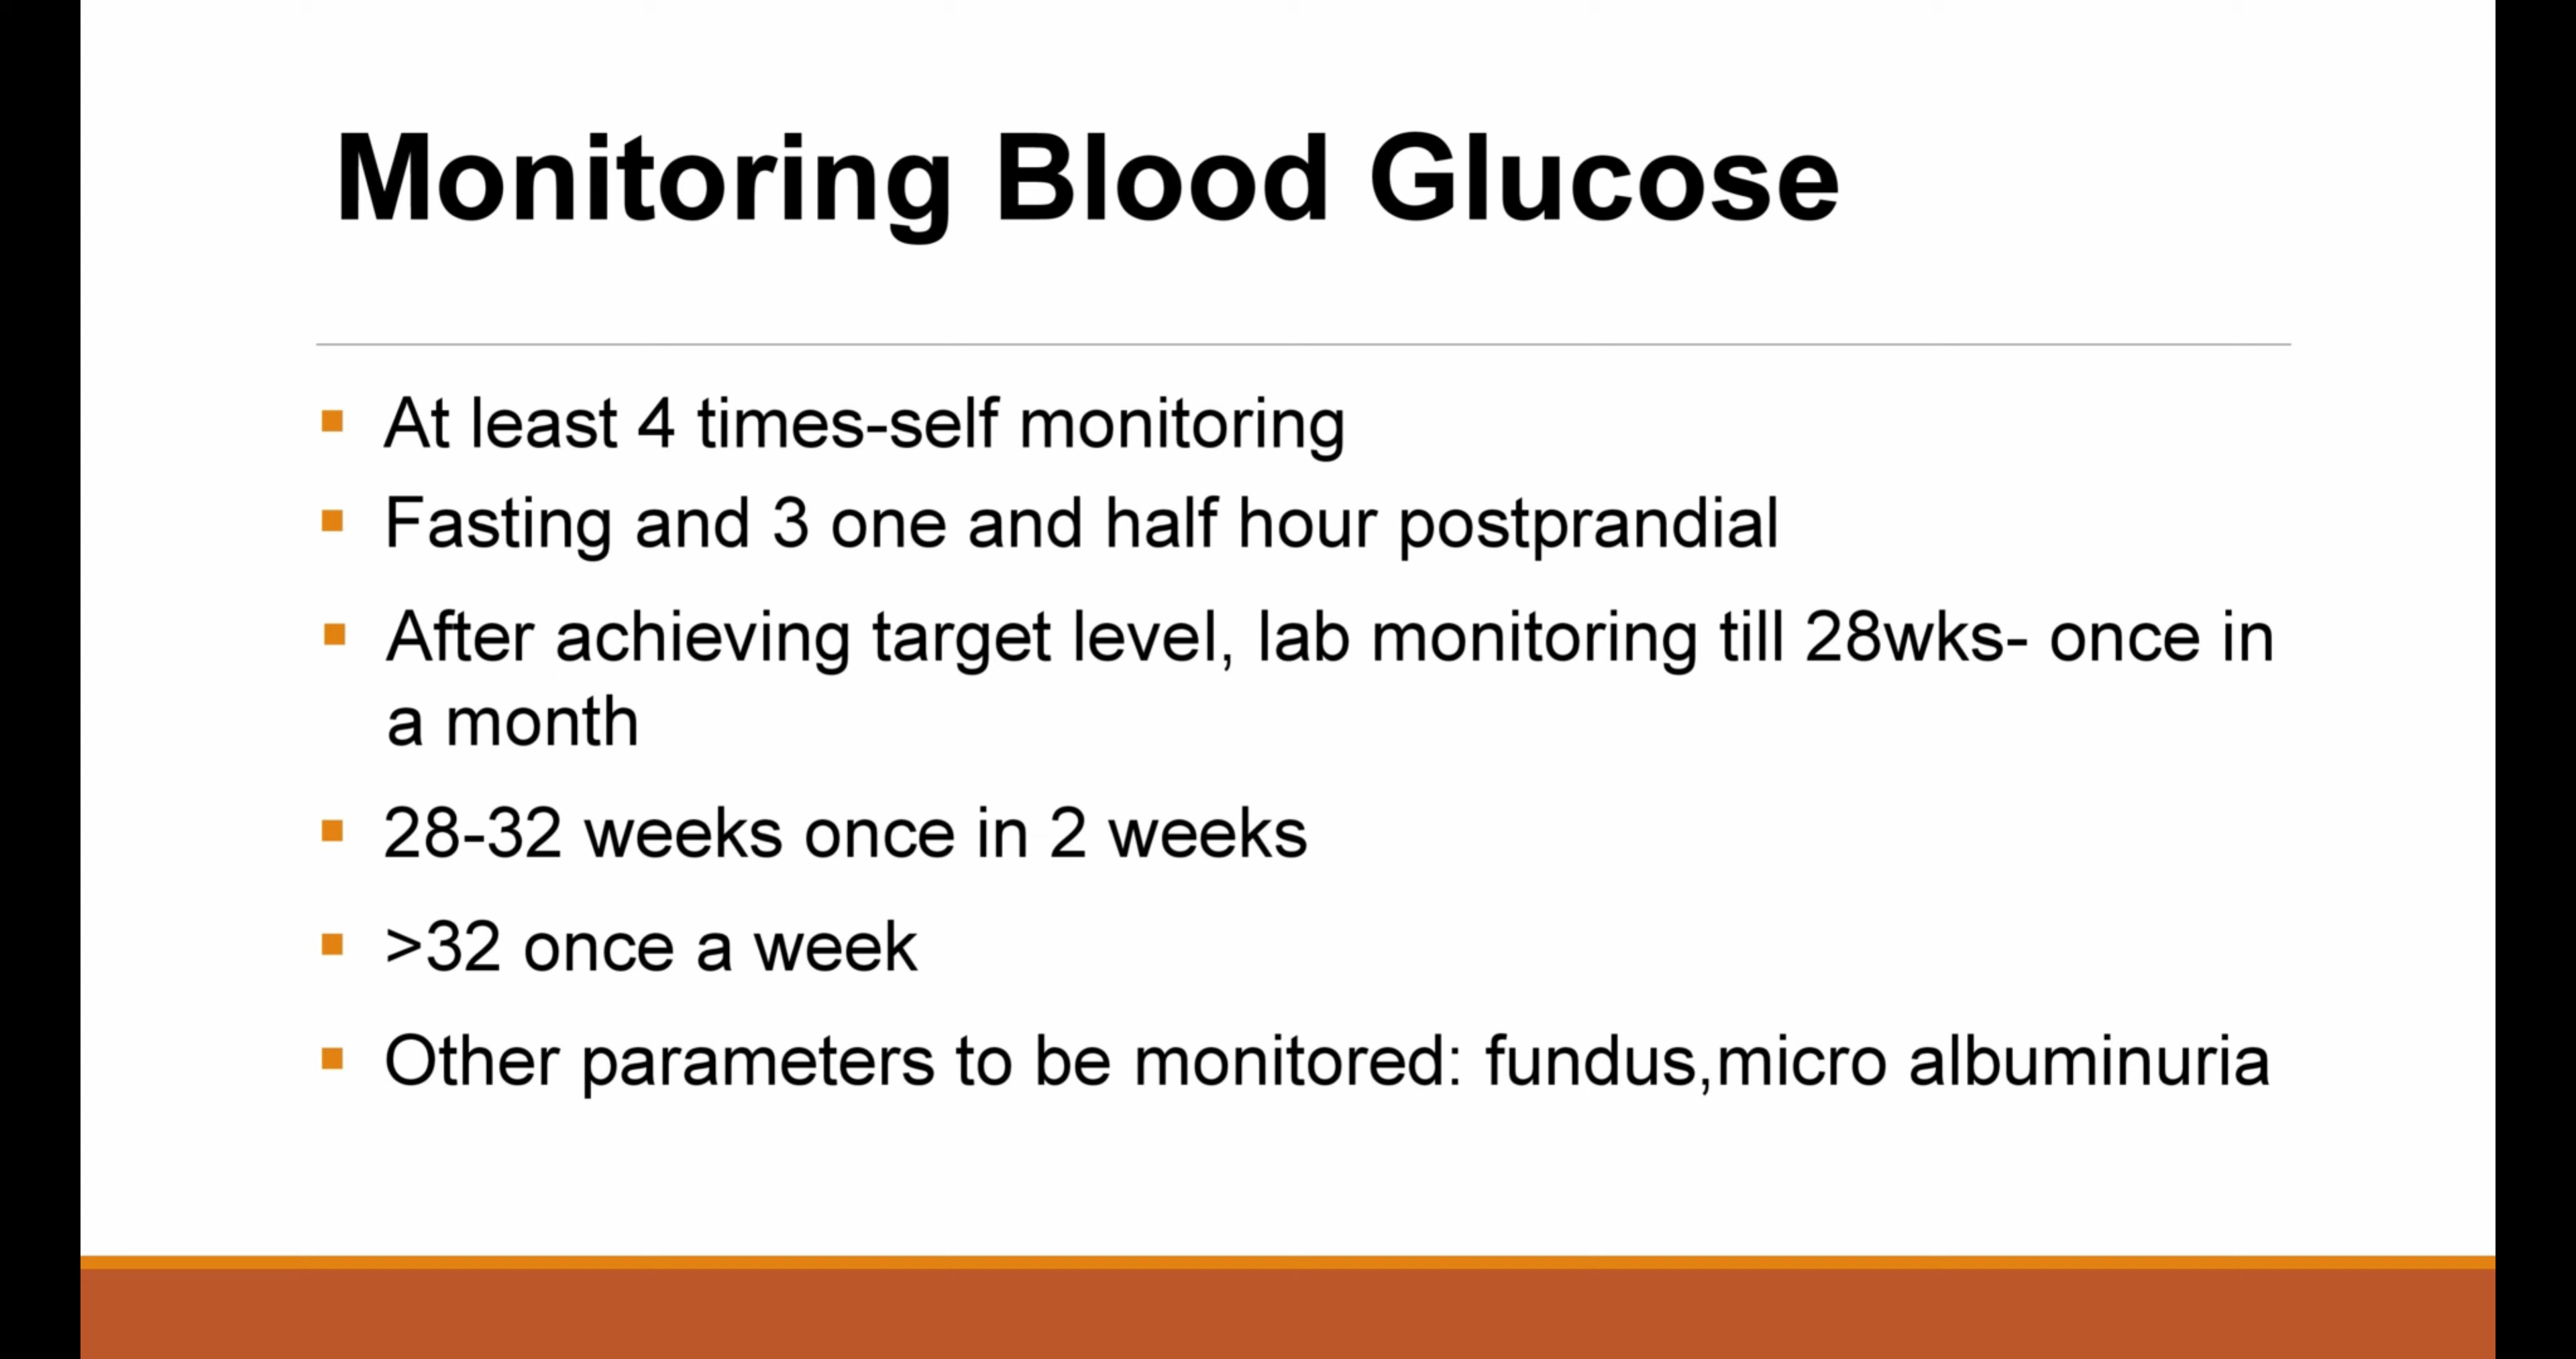 Monitoring Blood Glucose
At least 4 times-self monitoring
Fasting and 3 one and half hour postprandial
After achieving target level, lab monitoring till 28wks- once in
a month
28-32 weeks once in 2 weeks
>32 once a week
Other parameters to be monitored: fundus,micro albuminuria